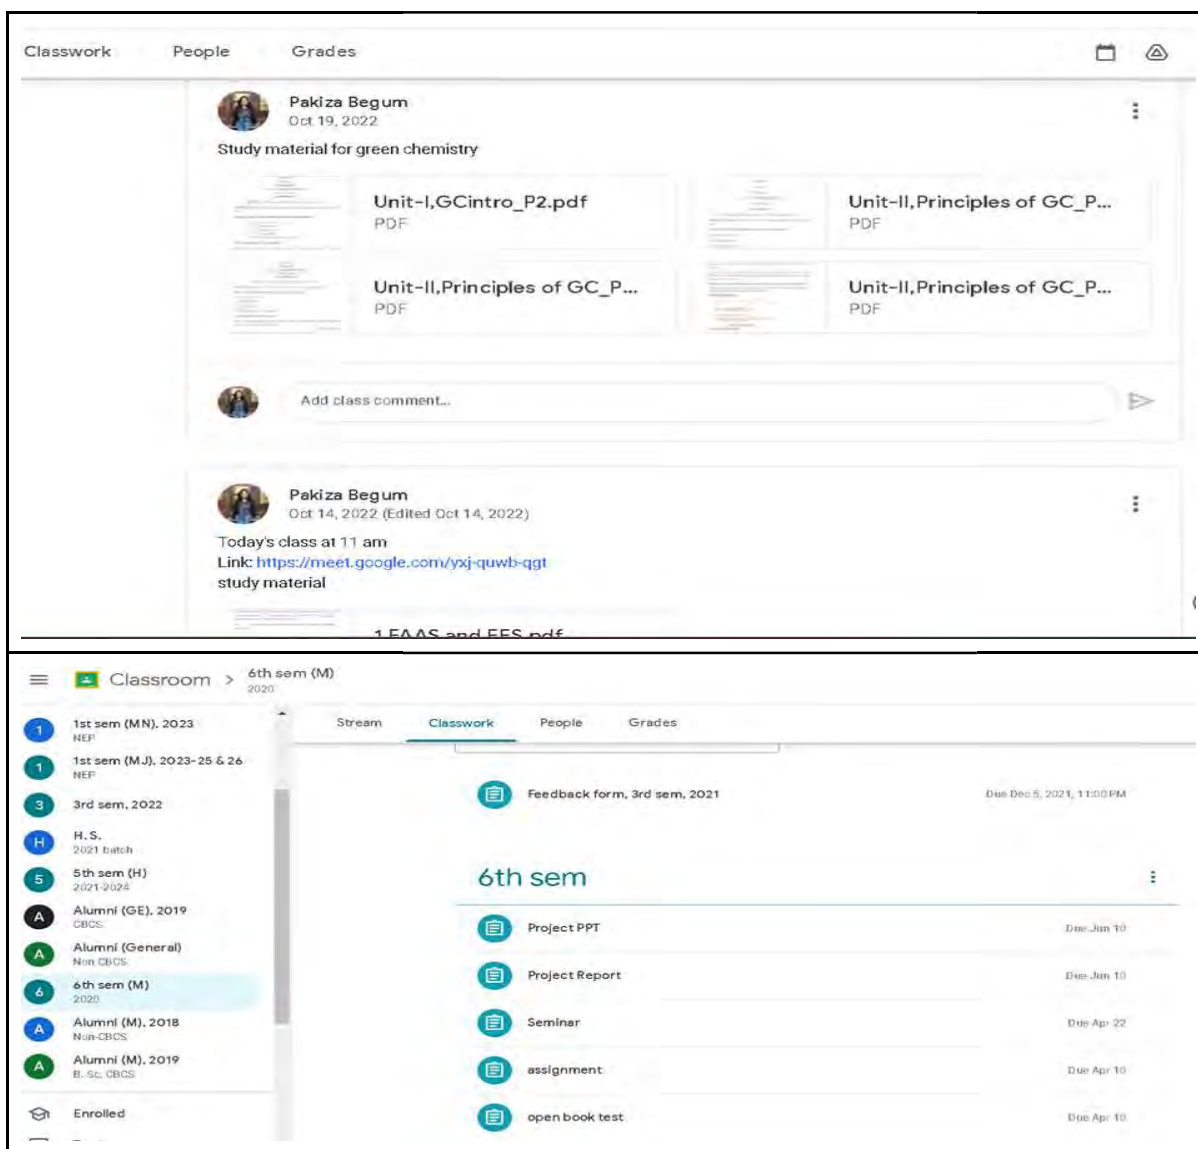 Classwork People Grades
Pakiza Begum
Oct 19, 2022
Study material for green chemistry
Unit-I,GCintro_P2.pdf
PDF
Unit-II,Principles of GC_P...
PDF
Unit-II,Principles of GC_P...
PDF
Unit-II,Principles of GC_P...
PDF
Add class comment...
Pakiza Begum
Oct 14, 2022 (Edited Oct 14, 2022)
Today's class at 11 am
Link: https://meet.google.com/yxj-quwb-qgt
study material
Classroom > 6th sem (M)
2020
1 1st sem (MN), 2023
NEP
1 1st sem (MJ), 2023-25 & 26
NEP
3 3rd sem, 2022
H H.S.
2021 batch
5 5th sem (H)
2021-2024
A Alumni (GE), 2019
CBCS
A Alumni (General)
Non CBCS
6 6th sem (M)
2020
A Alumni (M), 2018
Non-CBCS
A Alumni (M), 2019
B. Sc, CBCS
Enrolled
Stream Classwork People Grades
Feedback form, 3rd sem, 2021 Due Dec 5, 2021, 11:00 PM
6th sem
Project PPT Due Jun 10
Project Report Due Jun 10
Seminar Due Apr 22
assignment Due Apr 10
open book test Due Apr 10